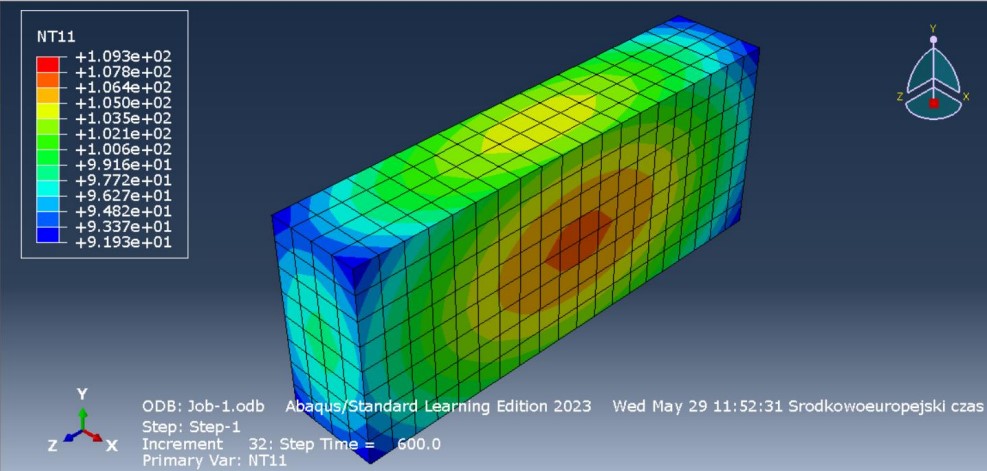 NT11
+1.093e+02
+1.078e+02
+1.064e+02
+1.050e+02
+1.035e+02
+1.021e+02
+1.006e+02
+9.916e+01
+9.772e+01
+9.627e+01
+9.482e+01
+9.337e+01
+9.193e+01
Y
Z X
Y
Z X
ODB: Job-1.odb Abaqus/Standard Learning Edition 2023 Wed May 29 11:52:31 Srodkowoeuropejski czas
Step: Step-1
Increment 32: Step Time = 600.0
Primary Var: NT11